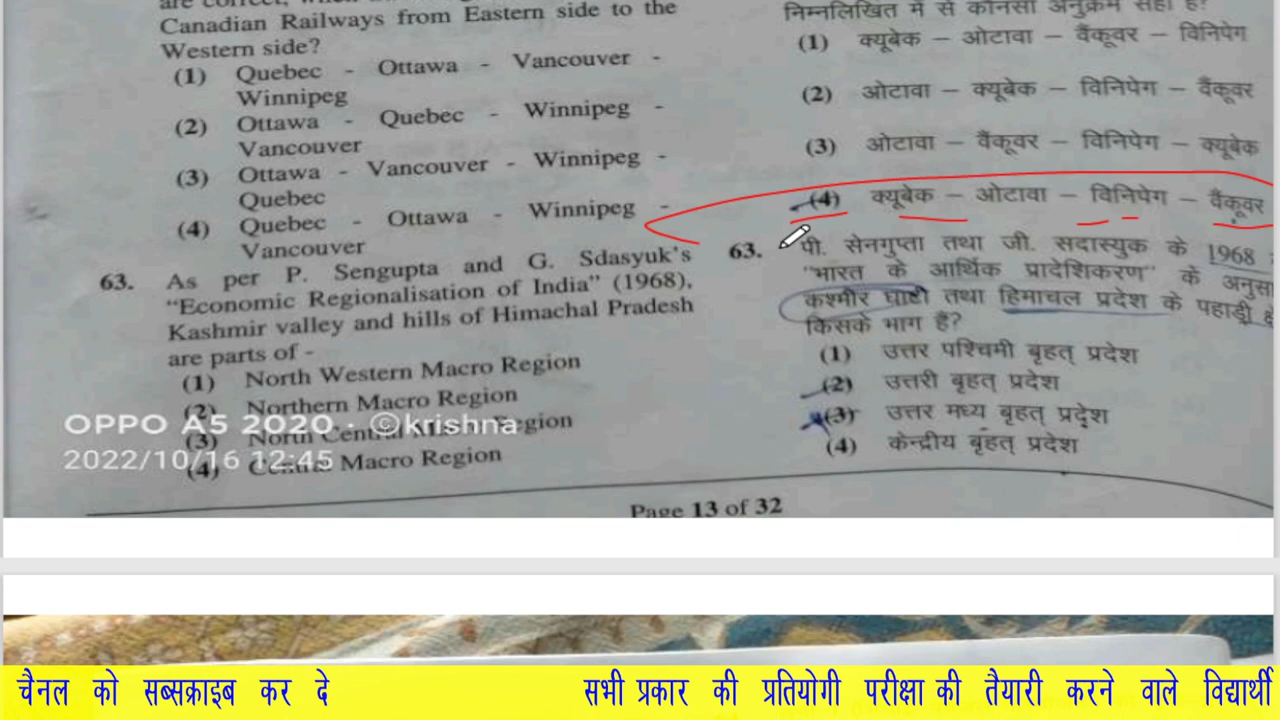 are correct, when
Canadian Railways from Eastern side to the
Western side?
(1) Quebec - Ottawa - Vancouver -
Winnipeg
(2) Ottawa - Quebec - Winnipeg -
Vancouver
(3) Ottawa - Vancouver - Winnipeg -
Quebec
(4) Quebec - Ottawa - Winnipeg -
Vancouver
63. As per P. Sengupta and G. Sdasyuk's
"Economic Regionalisation of India" (1968),
Kashmir valley and hills of Himachal Pradesh
are parts of -
(1) North Western Macro Region
(2) Northern Macro Region
(3) North Central Macro Region
(4) Central Macro Region
निम्नलिखित में से कौनसा अनुक्रम सही है?
(1) क्यूबेक – ओटावा – वैंकूवर – विनिपेग
(2) ओटावा – क्यूबेक – विनिपेग – वैंकूवर
(3) ओटावा – वैंकूवर – विनिपेग – क्यूबेक
(4) क्यूबेक – ओटावा – विनिपेग – वैंकूवर
63. पी. सेनगुप्ता तथा जी. सदास्युक के 1968
"भारत के आर्थिक प्रादेशिकरण" के
कश्मीर घाटी तथा हिमाचल प्रदेश के पहाड़ी
किसके भाग हैं?
(1) उत्तर पश्चिमी बृहत् प्रदेश
(2) उत्तरी बृहत् प्रदेश
(3) उत्तर मध्य बृहत् प्रदेश
(4) केन्द्रीय बृहत् प्रदेश
OPPO A5 2020 · ©krishna
2022/10/16 12:45
Page 13 of 32
चैनल को सब्सक्राइब कर दे सभी प्रकार की प्रतियोगी परीक्षा की तैयारी करने वाले विद्यार्थी